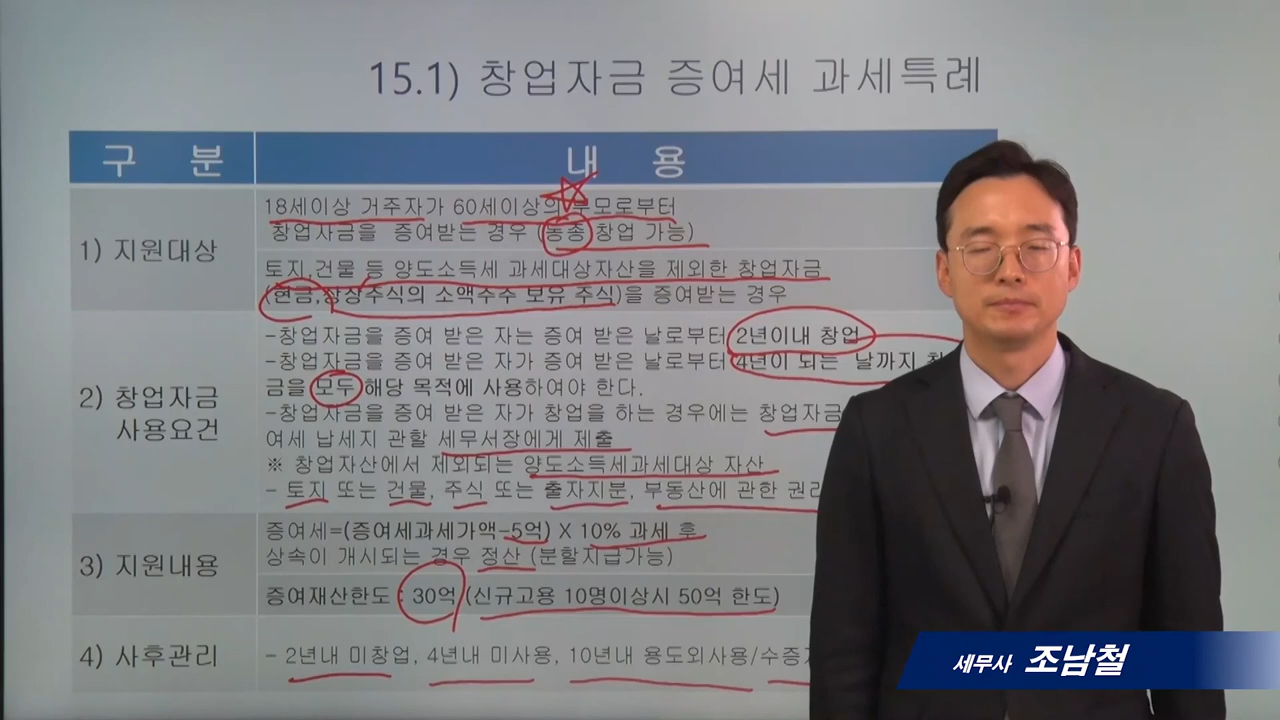 15.1) 창업자금 증여세 과세특례
구 분
내 용
1) 지원대상
18세이상 거주자가 60세이상의 부모로부터
창업자금을 증여받는 경우 (동종 창업 가능)
토지,건물 등 양도소득세 과세대상자산을 제외한 창업자금
(현금,상장주식의 소액주주 보유 주식)을 증여받는 경우
2) 창업자금
사용요건
-창업자금을 증여 받은 자는 증여 받은 날로부터 2년이내 창업
-창업자금을 증여 받은 자가 증여 받은 날로부터 4년이 되는 날까지
금을 모두 해당 목적에 사용하여야 한다.
-창업자금을 증여 받은 자가 창업을 하는 경우에는 창업자금
여세 납세지 관할 세무서장에게 제출
※ 창업자산에서 제외되는 양도소득세과세대상 자산
- 토지 또는 건물, 주식 또는 출자지분, 부동산에 관한 권리
3) 지원내용
증여세=(증여세과세가액-5억) X 10% 과세 후
상속이 개시되는 경우 정산 (분할지급가능)
증여재산한도 : 30억 (신규고용 10명이상시 50억 한도)
4) 사후관리
- 2년내 미창업, 4년내 미사용, 10년내 용도외사용/수증
세무사 조남철